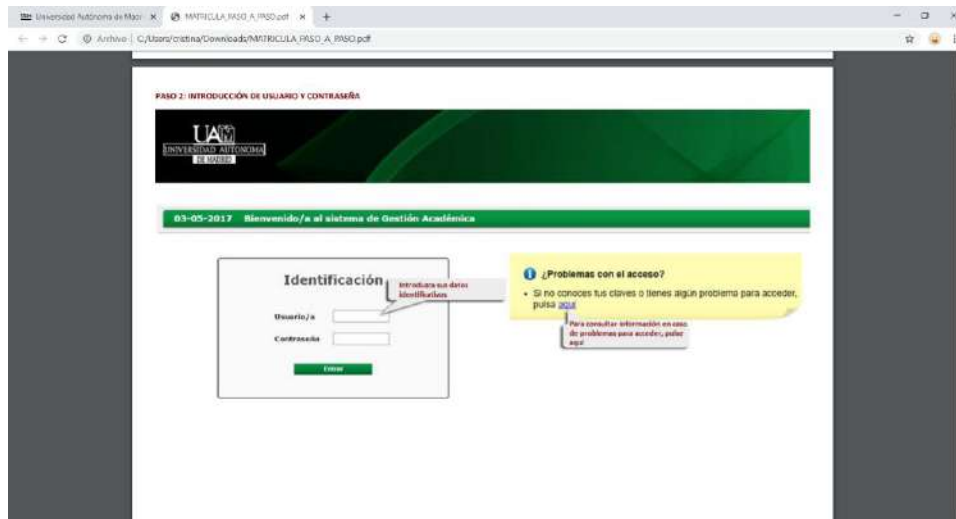 Universidad Autónoma de Madri
MATRICULA_PASO_A_PASO.pdf
Archivo | C:/Users/cristina/Downloads/MATRICULA_PASO_A_PASO.pdf
PASO 2: INTRODUCCIÓN DE USUARIO Y CONTRASEÑA
UAM
UNIVERSIDAD AUTONOMA
DE MADRID
03-05-2017 Bienvenido/a al sistema de Gestión Académica
Identificación
Introduzca sus datos
identificativos
Usuario/a
Contraseña
Entrar
¿Problemas con el acceso?
• Si no conoces tus claves o tienes algún problema para acceder,
pulsa aquí
Para consultar información en caso
de problemas para acceder, pulse
aquí